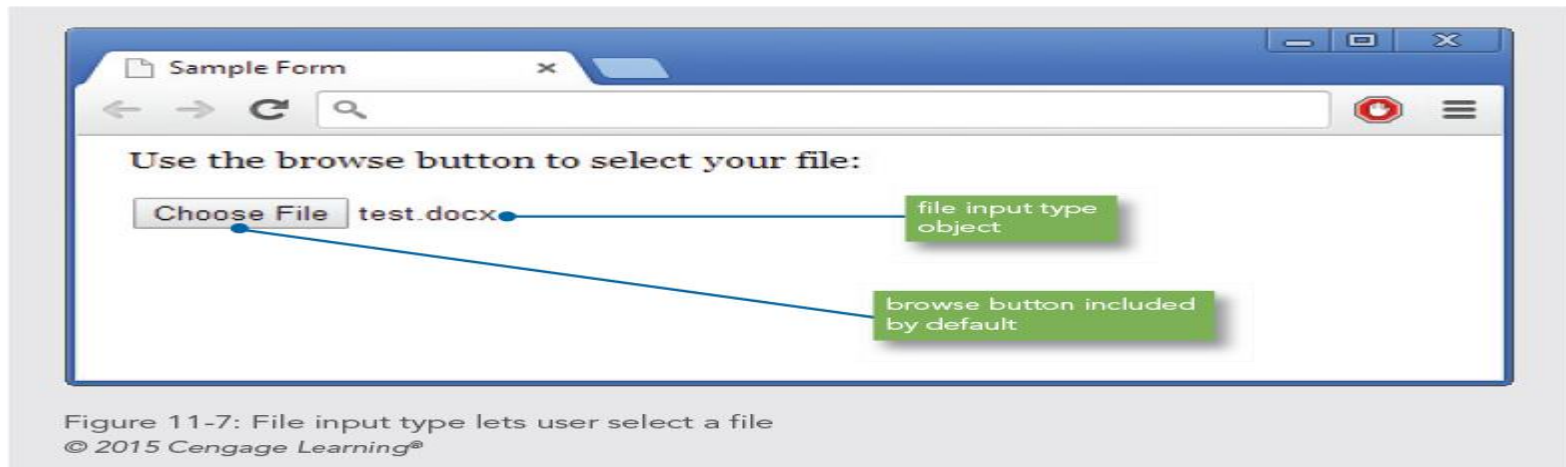 Sample Form
Use the browse button to select your file:
Choose File test.docx
file input type
object
browse button included
by default
Figure 11-7: File input type lets user select a file
© 2015 Cengage Learning®